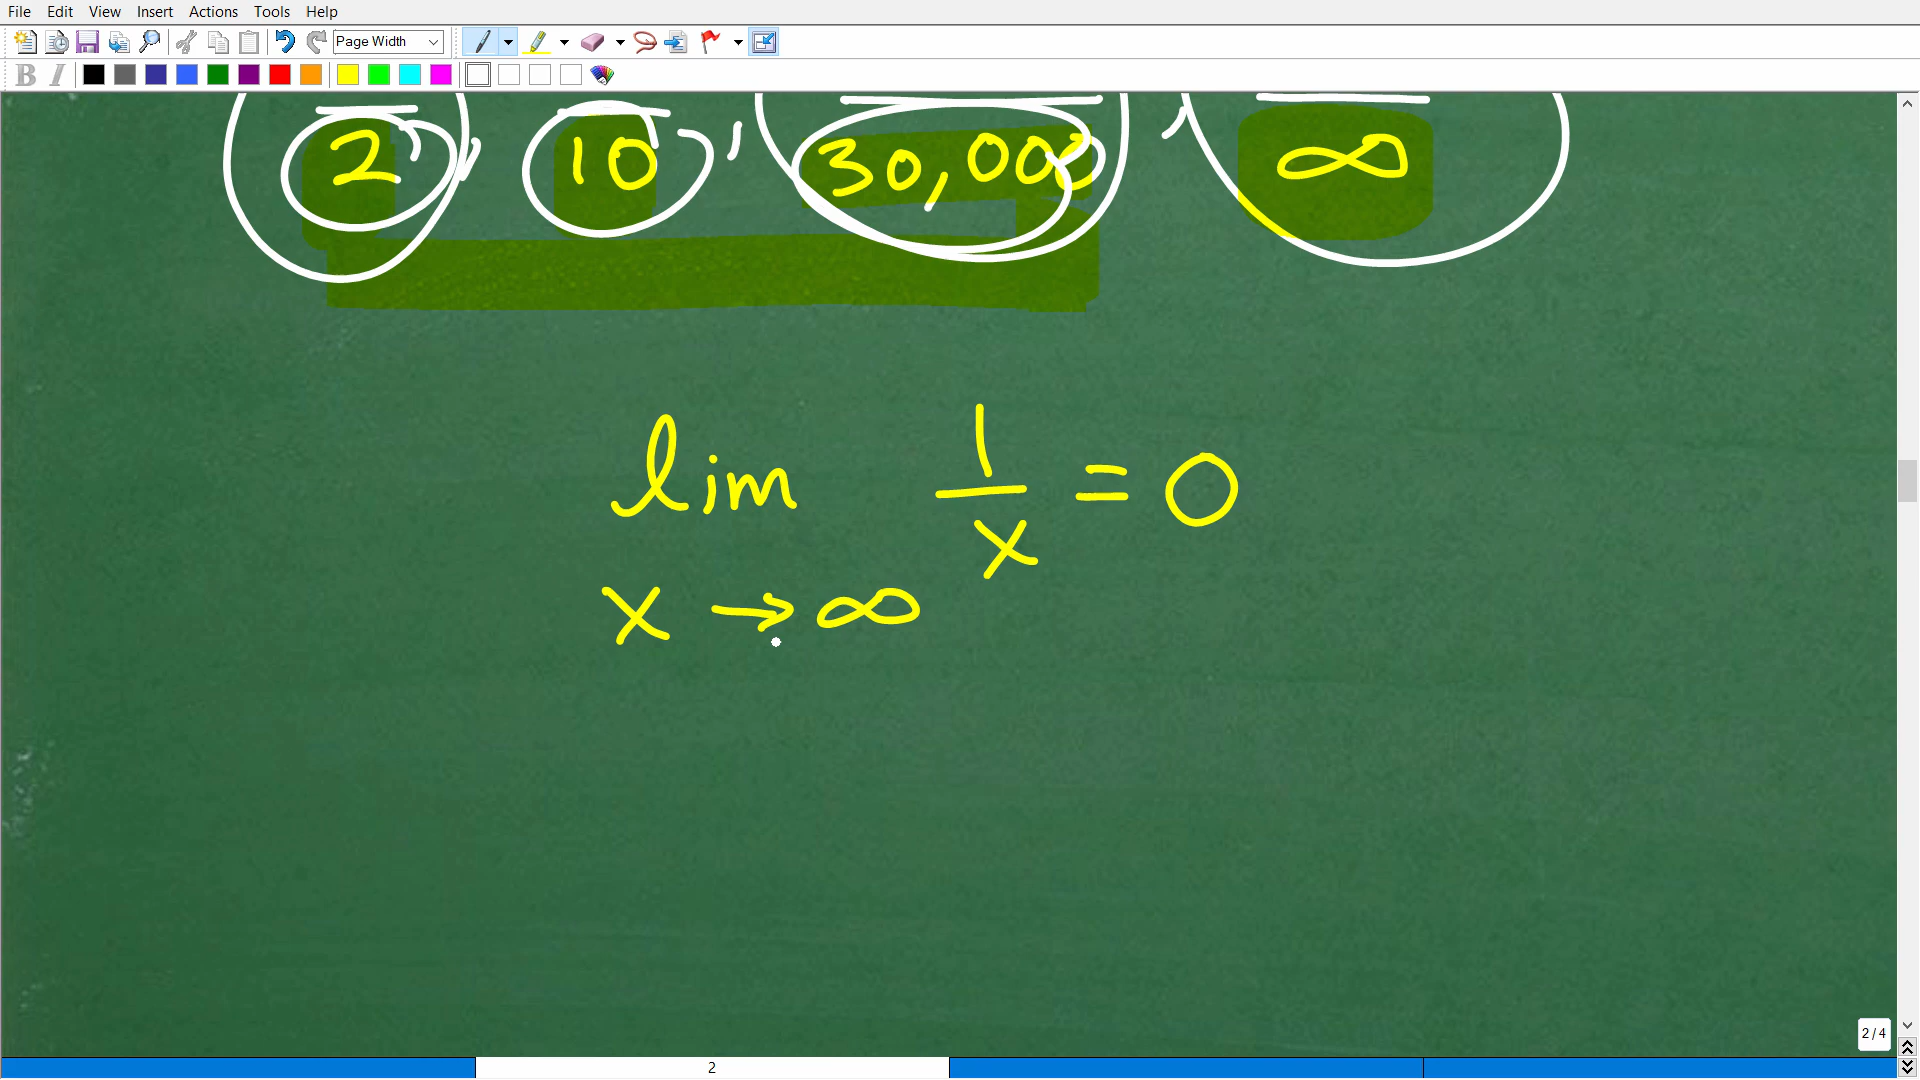 File Edit View Insert Actions Tools Help
Page Width
B I
2, 10, 30,000, ∞
lim 1/x = 0
x → ∞
2 / 4
2